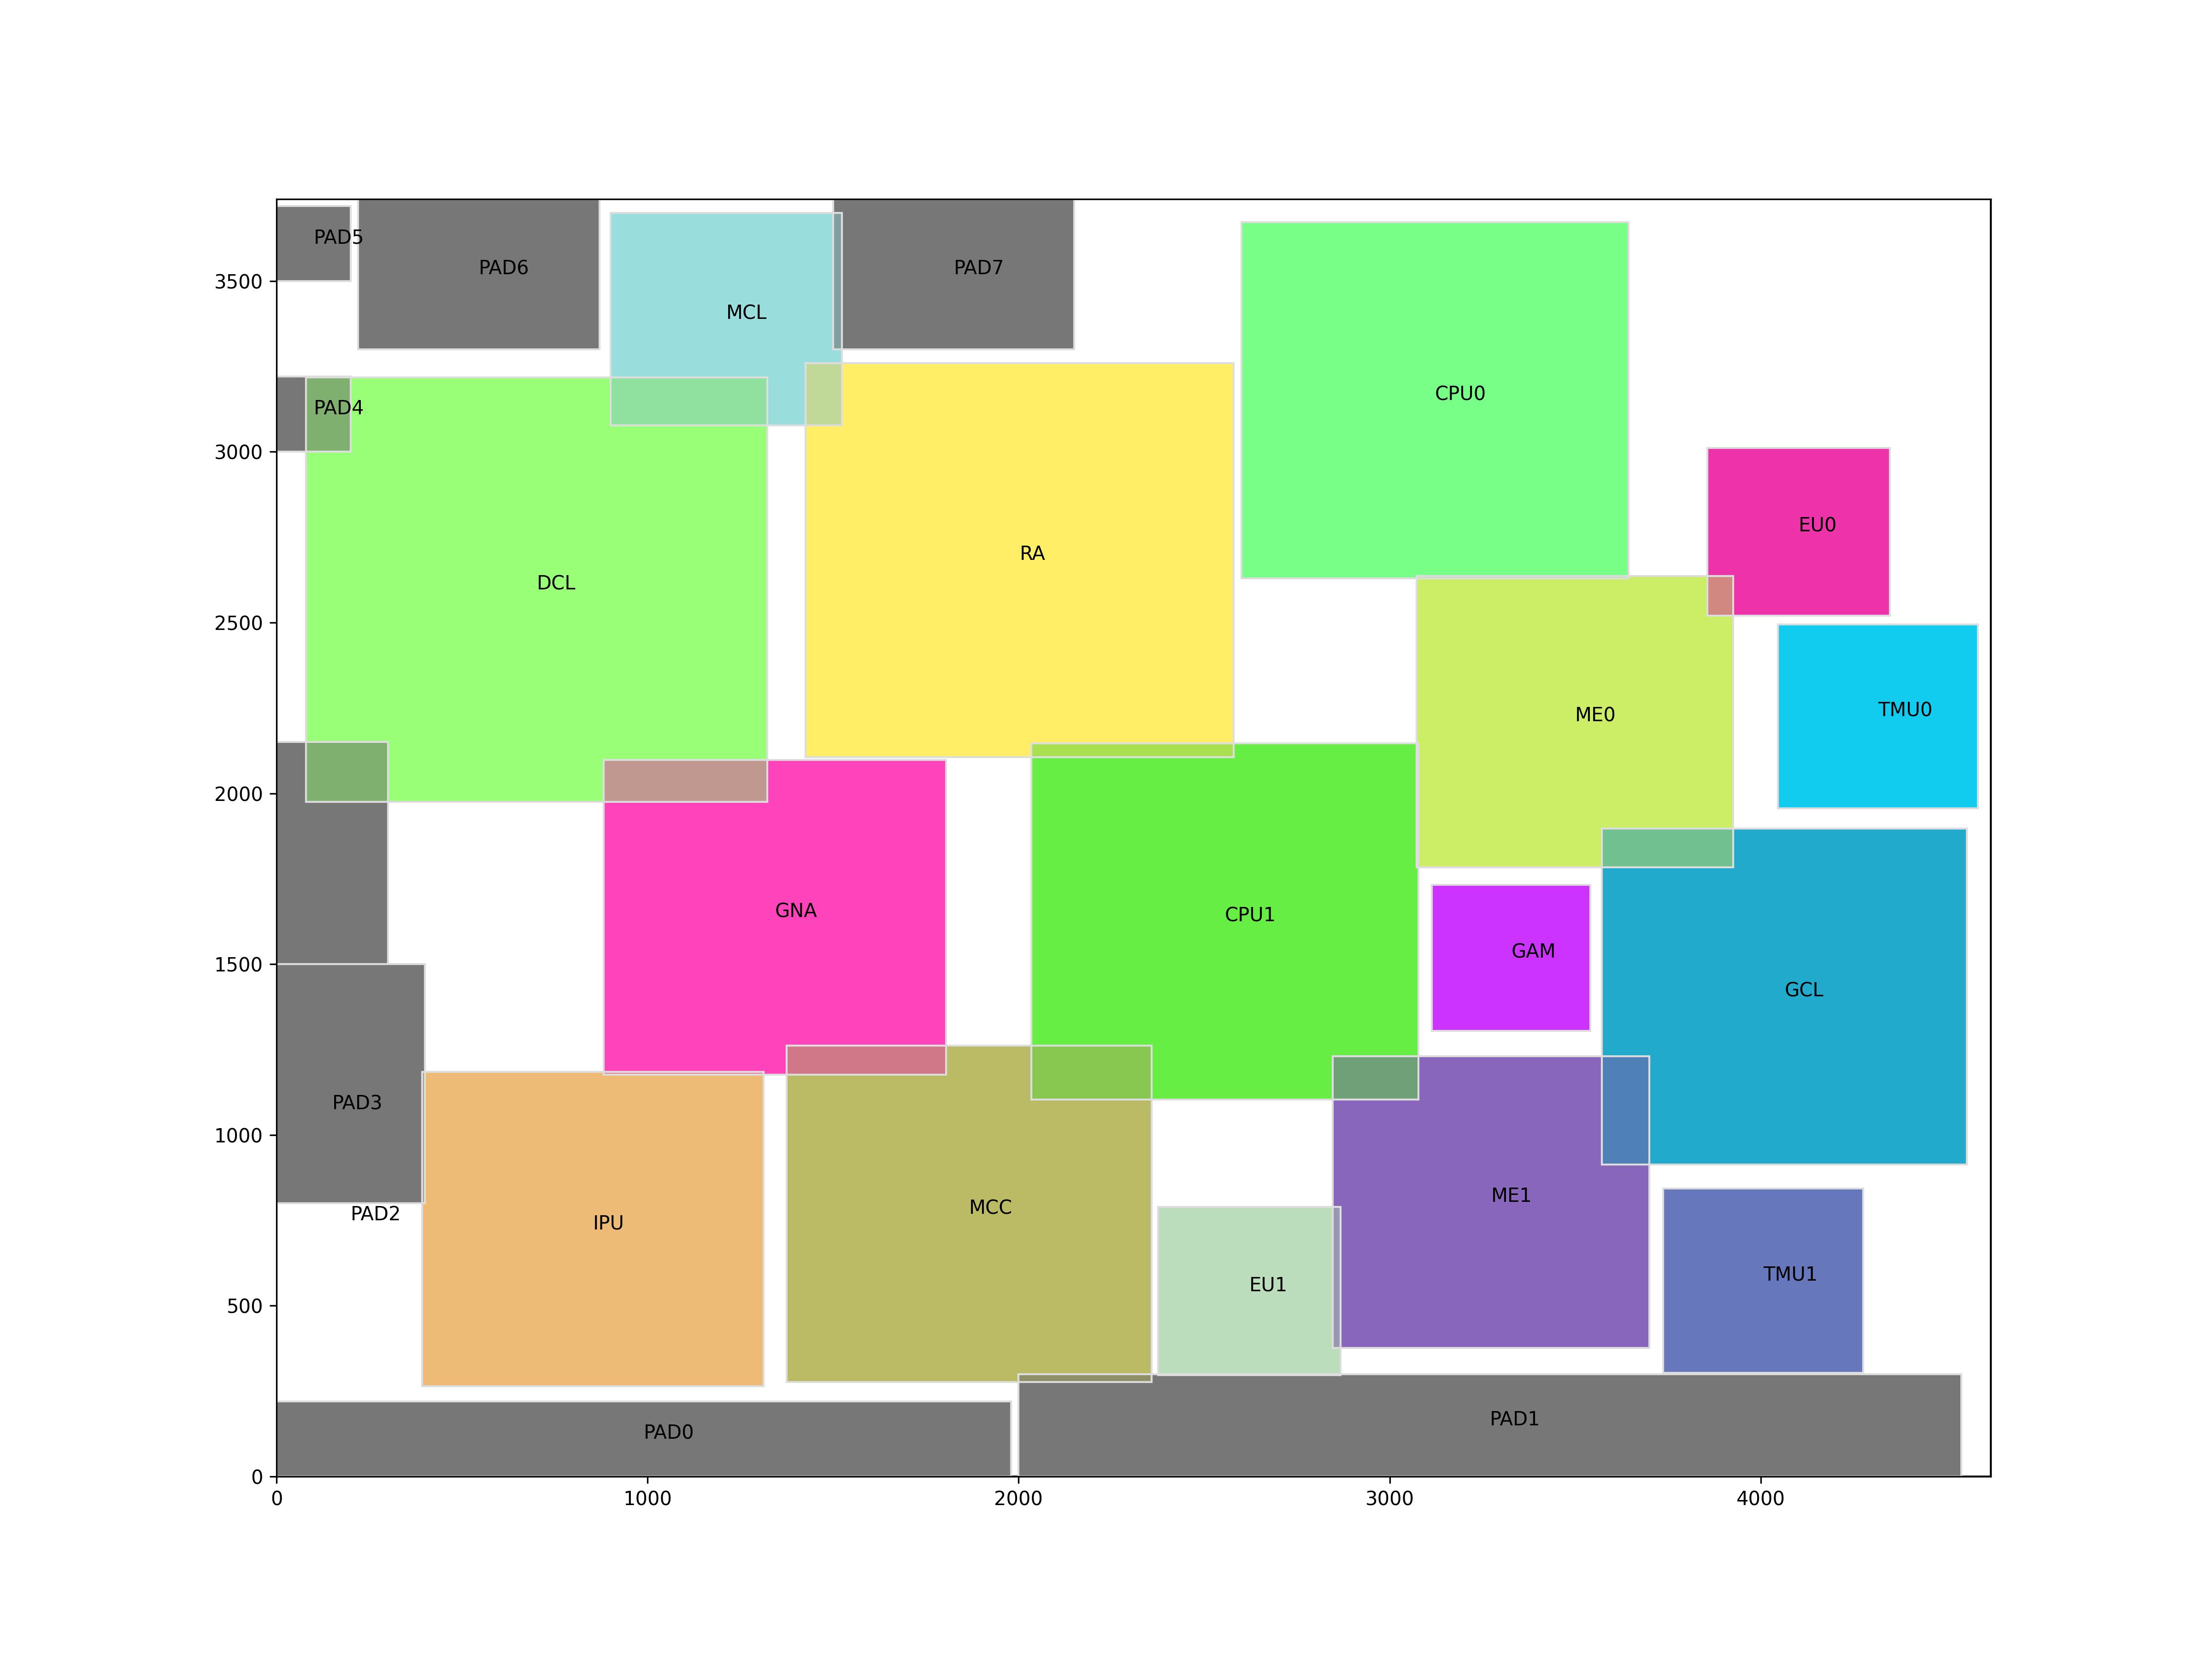 PAD5
PAD6
PAD7
MCL
CPU0
PAD4
EU0
RA
DCL
TMU0
ME0
GNA
CPU1
GAM
GCL
PAD3
PAD2
IPU
MCC
ME1
EU1
TMU1
PAD0
PAD1
3500
3000
2500
2000
1500
1000
500
0
0 1000 2000 3000 4000